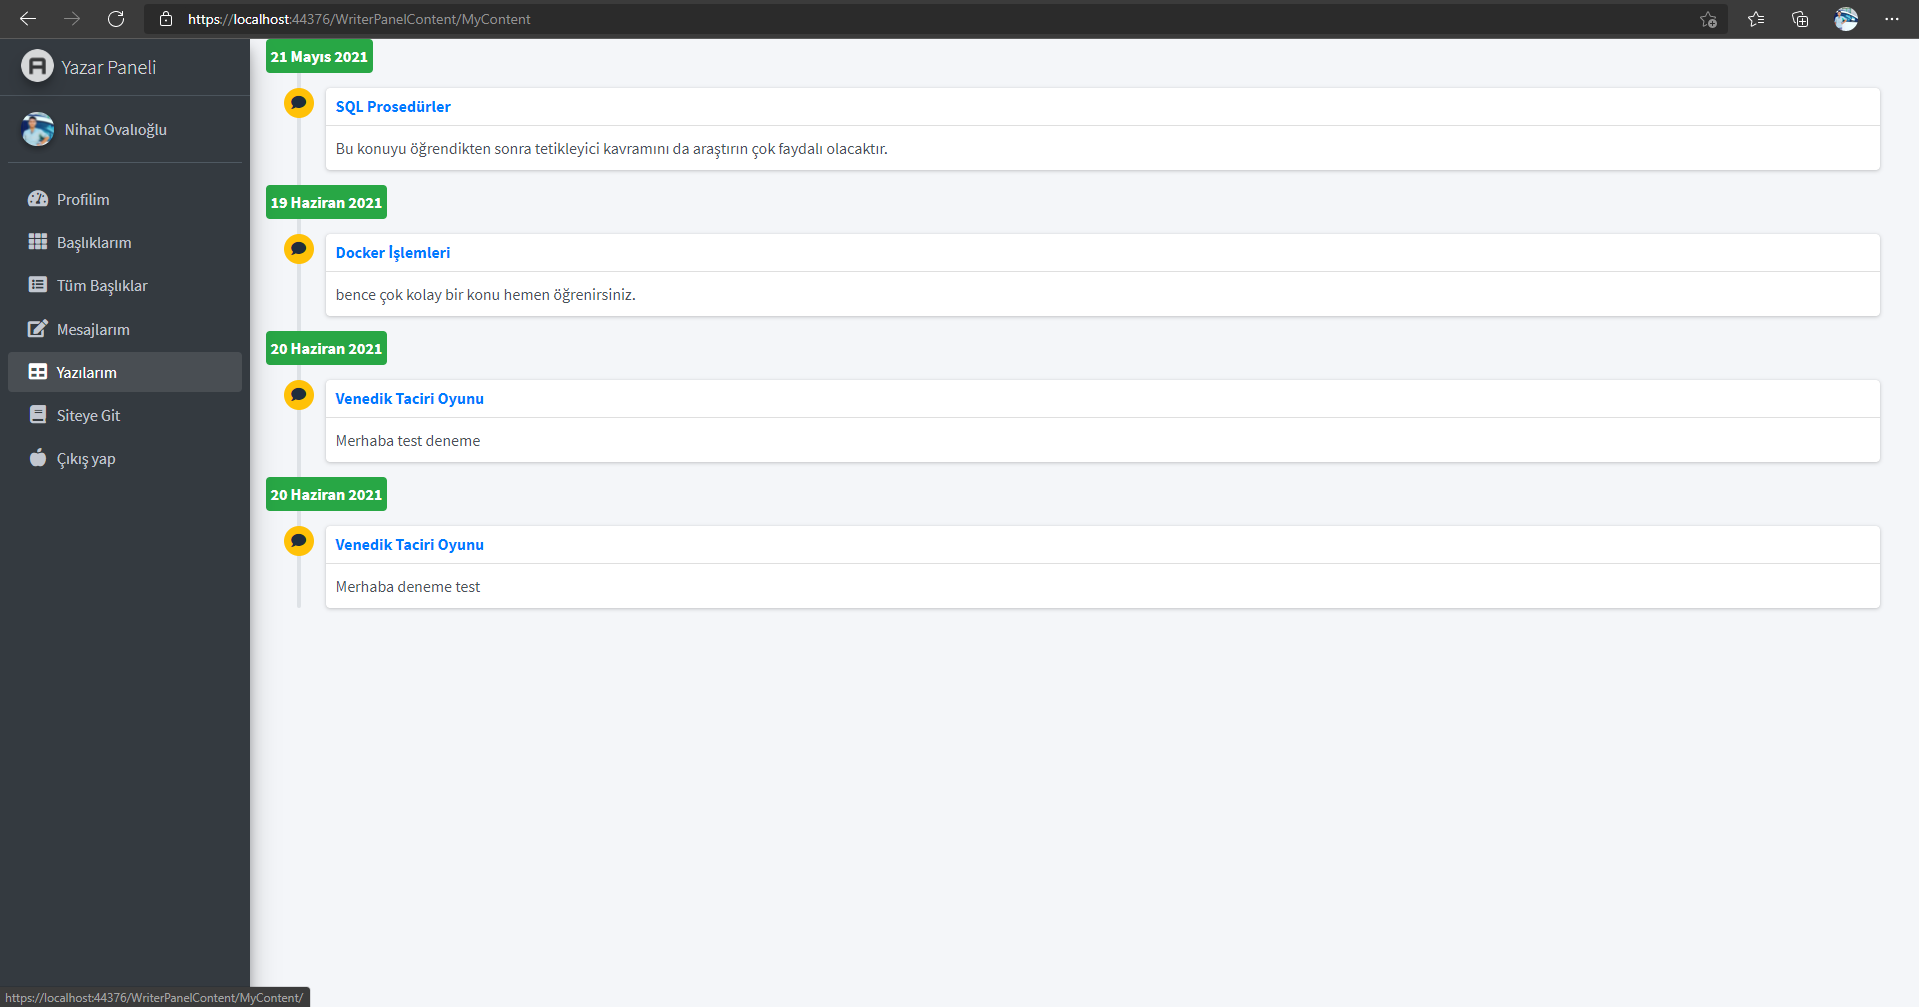 https://localhost:44376/WriterPanelContent/MyContent
Yazar Paneli
Nihat Ovalıoğlu
Profilim
Başlıklarım
Tüm Başlıklar
Mesajlarım
Yazılarım
Siteye Git
Çıkış yap
21 Mayıs 2021
SQL Prosedürler
Bu konuyu öğrendikten sonra tetikleyici kavramını da araştırın çok faydalı olacaktır.
19 Haziran 2021
Docker İşlemleri
bence çok kolay bir konu hemen öğrenirsiniz.
20 Haziran 2021
Venedik Taciri Oyunu
Merhaba test deneme
20 Haziran 2021
Venedik Taciri Oyunu
Merhaba deneme test
https://localhost:44376/WriterPanelContent/MyContent/